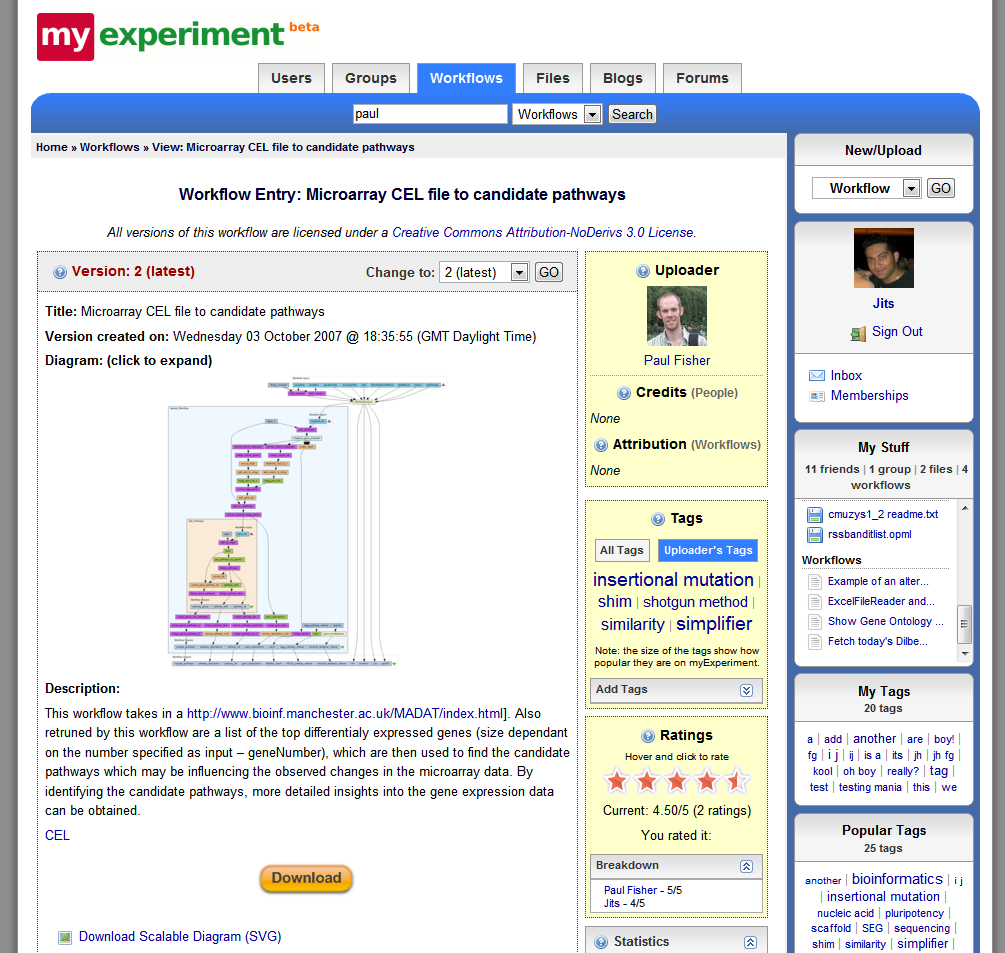 my experiment beta
Users Groups Workflows Files Blogs Forums
paul Workflows Search
Home » Workflows » View: Microarray CEL file to candidate pathways
Workflow Entry: Microarray CEL file to candidate pathways
All versions of this workflow are licensed under a Creative Commons Attribution-NoDerivs 3.0 License.
Version: 2 (latest) Change to: 2 (latest) GO
Title: Microarray CEL file to candidate pathways
Version created on: Wednesday 03 October 2007 @ 18:35:55 (GMT Daylight Time)
Diagram: (click to expand)
Description:
This workflow takes in a http://www.bioinf.manchester.ac.uk/MADAT/index.html]. Also
retruned by this workflow are a list of the top differentialy expressed genes (size dependant
on the number specified as input – geneNumber), which are then used to find the candidate
pathways which may be influencing the observed changes in the microarray data. By
identifying the candidate pathways, more detailed insights into the gene expression data
can be obtained.
CEL
Download
Download Scalable Diagram (SVG)
Uploader
Paul Fisher
Credits (People)
None
Attribution (Workflows)
None
Tags
All Tags Uploader's Tags
insertional mutation |
shim | shotgun method |
similarity | simplifier
Note: the size of the tags show how
popular they are on myExperiment.
Add Tags
Ratings
Hover and click to rate
Current: 4.50/5 (2 ratings)
You rated it:
Breakdown
Paul Fisher - 5/5
Jits - 4/5
Statistics
New/Upload
Workflow GO
Jits
Sign Out
Inbox
Memberships
My Stuff
11 friends | 1 group | 2 files | 4
workflows
cmuzys1_2 readme.txt
rssbanditlist.opml
Workflows
Example of an alter...
ExcelFileReader and...
Show Gene Ontology ...
Fetch today's Dilbe...
My Tags
20 tags
a | add | another | are | boy! |
fg | i j | ij | is a | its | jh | jh fg |
kool | oh boy | really? | tag |
test | testing mania | this | we
Popular Tags
25 tags
another | bioinformatics | i j
| insertional mutation |
nucleic acid | pluripotency |
scaffold | SEG | sequencing |
shim | similarity | simplifier |